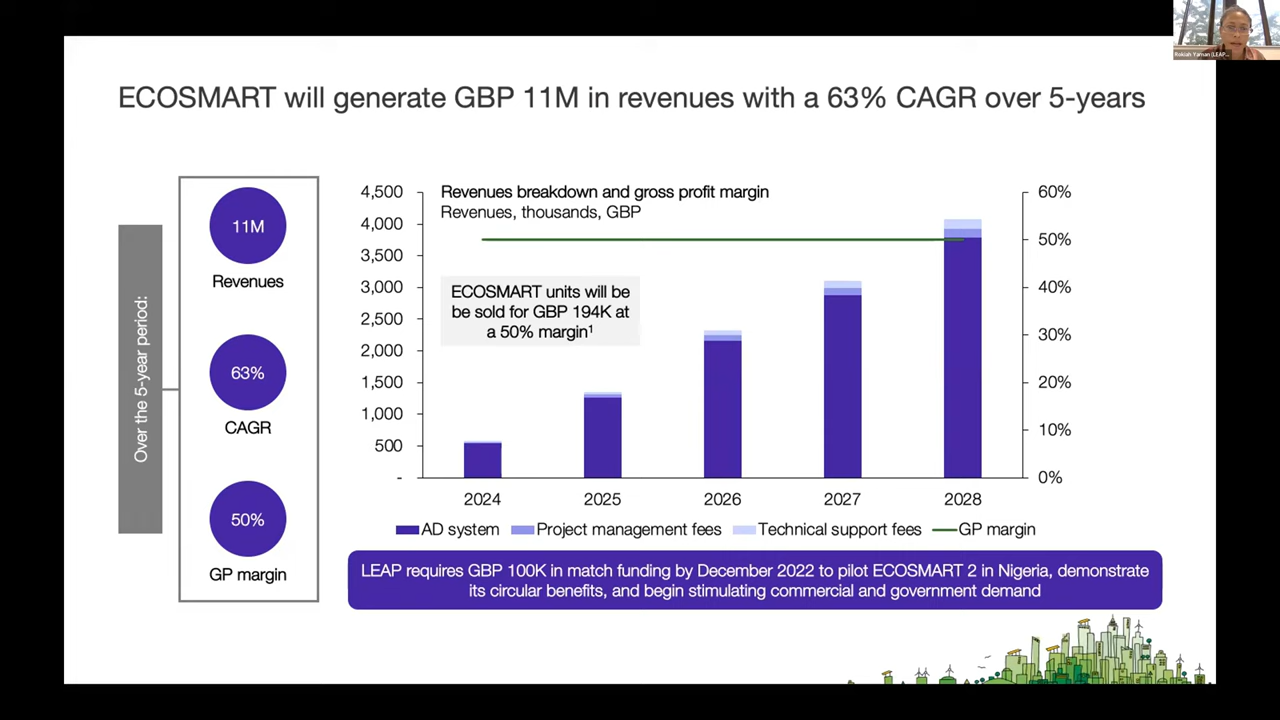 ECOSMART will generate GBP 11M in revenues with a 63% CAGR over 5-years
Rokiah Yaman (LEAP...
Over the 5-year period:
11M
Revenues
63%
CAGR
50%
GP margin
Revenues breakdown and gross profit margin
Revenues, thousands, GBP
4,500
4,000
3,500
3,000
2,500
2,000
1,500
1,000
500
-
60%
50%
40%
30%
20%
10%
0%
ECOSMART units will be
be sold for GBP 194K at
a 50% margin¹
2024 2025 2026 2027 2028
AD system Project management fees Technical support fees GP margin
LEAP requires GBP 100K in match funding by December 2022 to pilot ECOSMART 2 in Nigeria, demonstrate
its circular benefits, and begin stimulating commercial and government demand